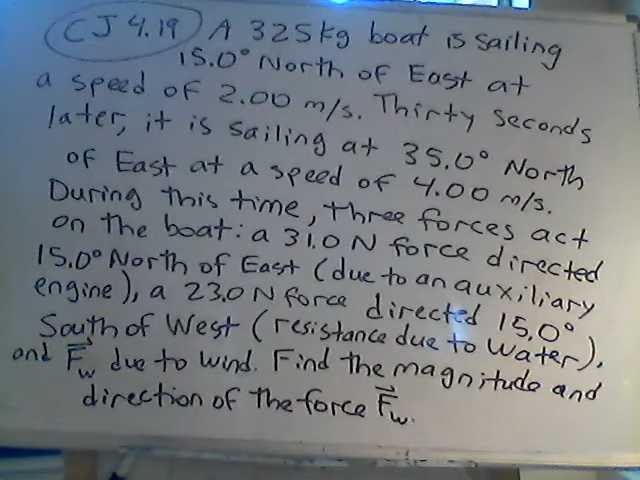 CJ 4.19 A 325kg boat is sailing
15.0° North of East at
a speed of 2.00 m/s. Thirty seconds
later, it is sailing at 35.0° North
of East at a speed of 4.00 m/s.
During this time, three forces act
on the boat: a 31.0 N force directed
15.0° North of East (due to an auxiliary
engine), a 23.0 N force directed 15.0°
South of West (resistance due to water),
and F⃗w due to wind. Find the magnitude and
direction of the force F⃗w.